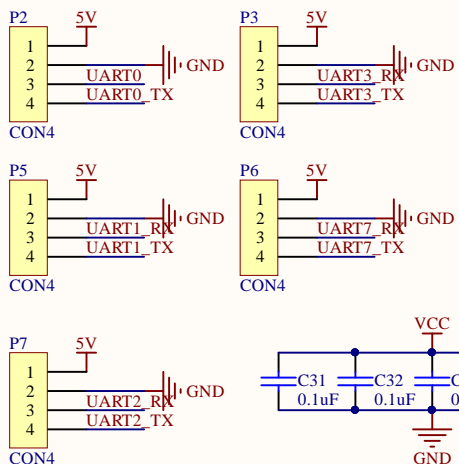 P2
5V
1
2
GND
3
UART0
4
UART0_TX
CON4
P3
5V
1
2
GND
3
UART3_RX
4
UART3_TX
CON4
P5
5V
1
2
GND
3
UART1_RX
4
UART1_TX
CON4
P6
5V
1
2
GND
3
UART7_RX
4
UART7_TX
CON4
P7
5V
1
2
GND
3
UART2_RX
4
UART2_TX
CON4
VCC
C31
0.1uF
C32
0.1uF
GND